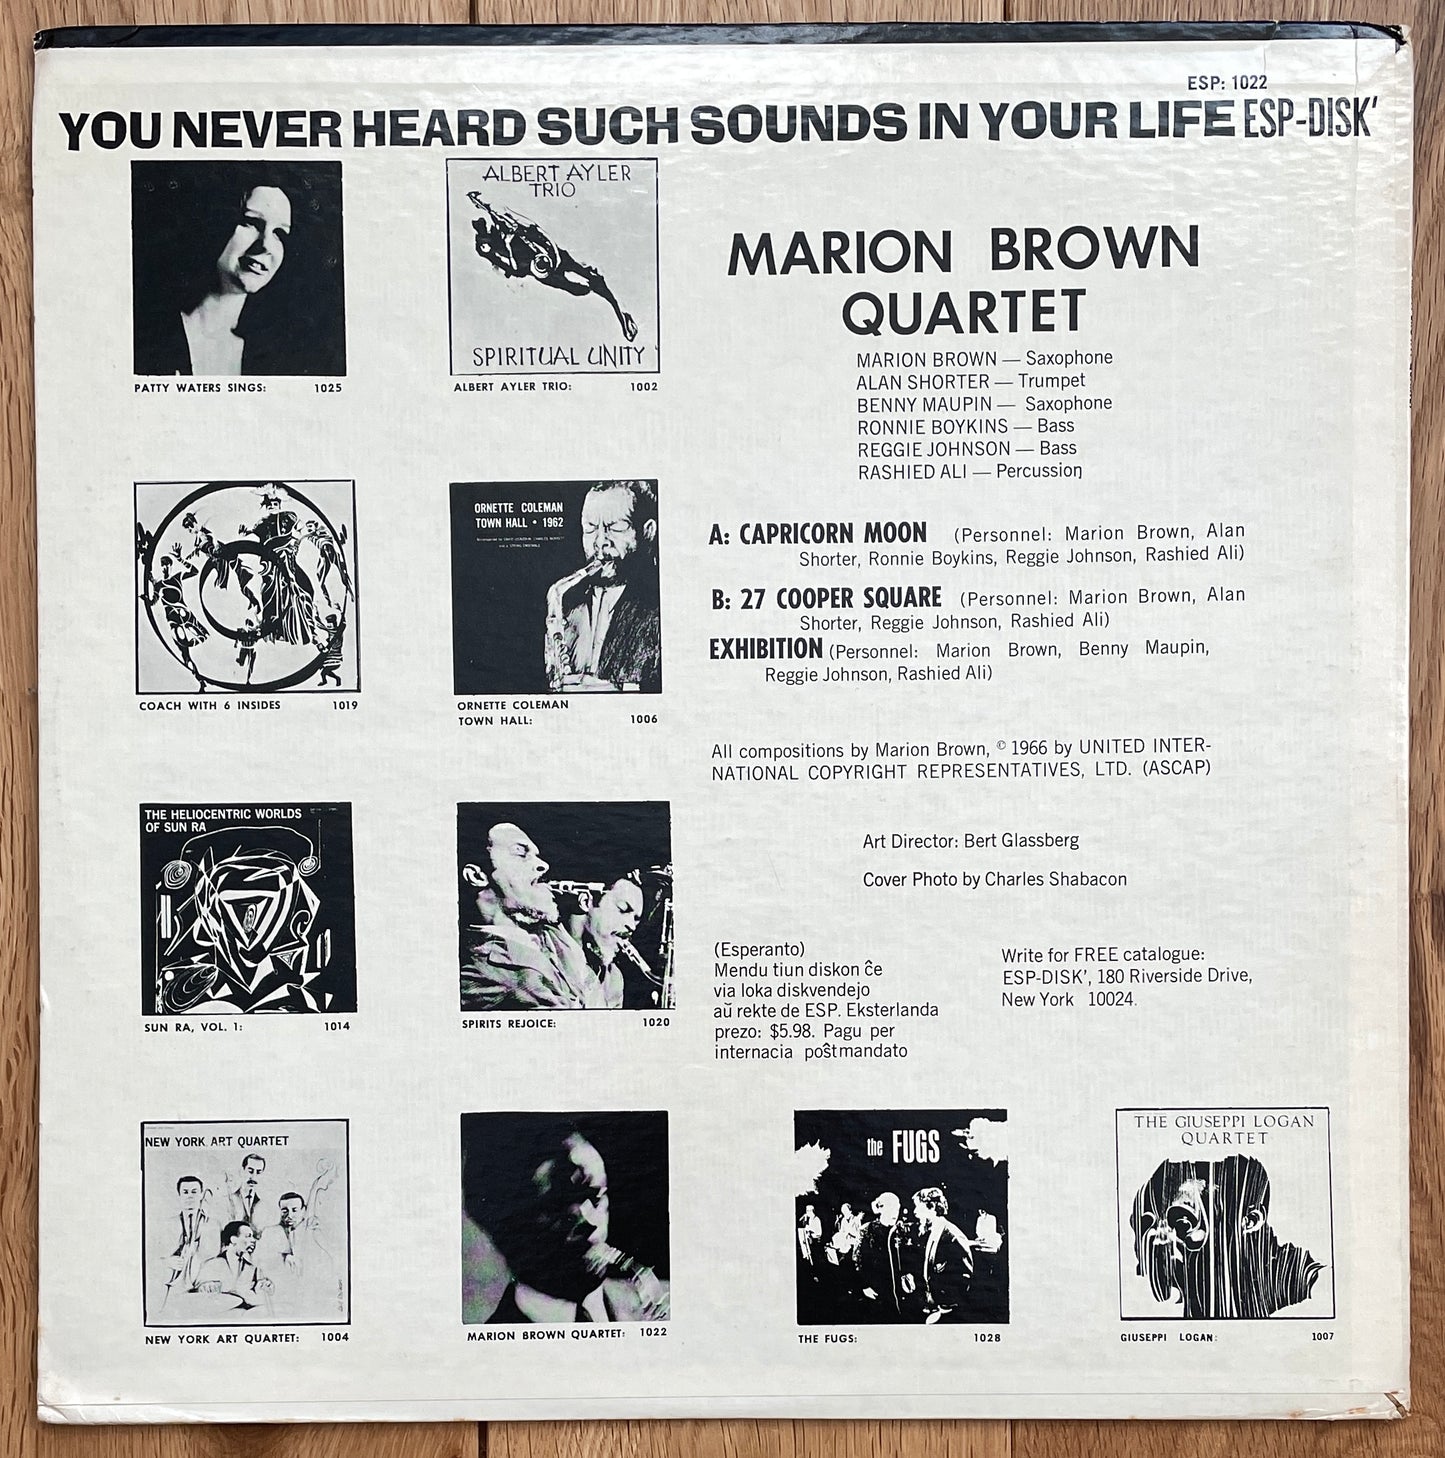 ESP: 1022
YOU NEVER HEARD SUCH SOUNDS IN YOUR LIFE ESP-DISK'
PATTY WATERS SINGS: 1025
ALBERT AYLER
TRIO
SPIRITUAL UNITY
ALBERT AYLER TRIO: 1002
MARION BROWN
QUARTET
MARION BROWN — Saxophone
ALAN SHORTER — Trumpet
BENNY MAUPIN — Saxophone
RONNIE BOYKINS — Bass
REGGIE JOHNSON — Bass
RASHIED ALI — Percussion
COACH WITH 6 INSIDES 1019
ORNETTE COLEMAN
TOWN HALL • 1962
ORNETTE COLEMAN
TOWN HALL: 1006
A: CAPRICORN MOON (Personnel: Marion Brown, Alan
Shorter, Ronnie Boykins, Reggie Johnson, Rashied Ali)
B: 27 COOPER SQUARE (Personnel: Marion Brown, Alan
Shorter, Reggie Johnson, Rashied Ali)
EXHIBITION (Personnel: Marion Brown, Benny Maupin,
Reggie Johnson, Rashied Ali)
All compositions by Marion Brown, © 1966 by UNITED INTER-
NATIONAL COPYRIGHT REPRESENTATIVES, LTD. (ASCAP)
THE HELIOCENTRIC WORLDS
OF SUN RA
SUN RA, VOL. 1: 1014
SPIRITS REJOICE: 1020
Art Director: Bert Glassberg
Cover Photo by Charles Shabacon
(Esperanto)
Mendu tiun diskon ĉe
via loka diskvendejo
aŭ rekte de ESP. Eksterlanda
prezo: $5.98. Pagu per
internacia poŝtmandato
Write for FREE catalogue:
ESP-DISK', 180 Riverside Drive,
New York 10024.
NEW YORK ART QUARTET
NEW YORK ART QUARTET: 1004
MARION BROWN QUARTET: 1022
the FUGS
THE FUGS: 1028
THE GIUSEPPI LOGAN
QUARTET
GIUSEPPI LOGAN: 1007